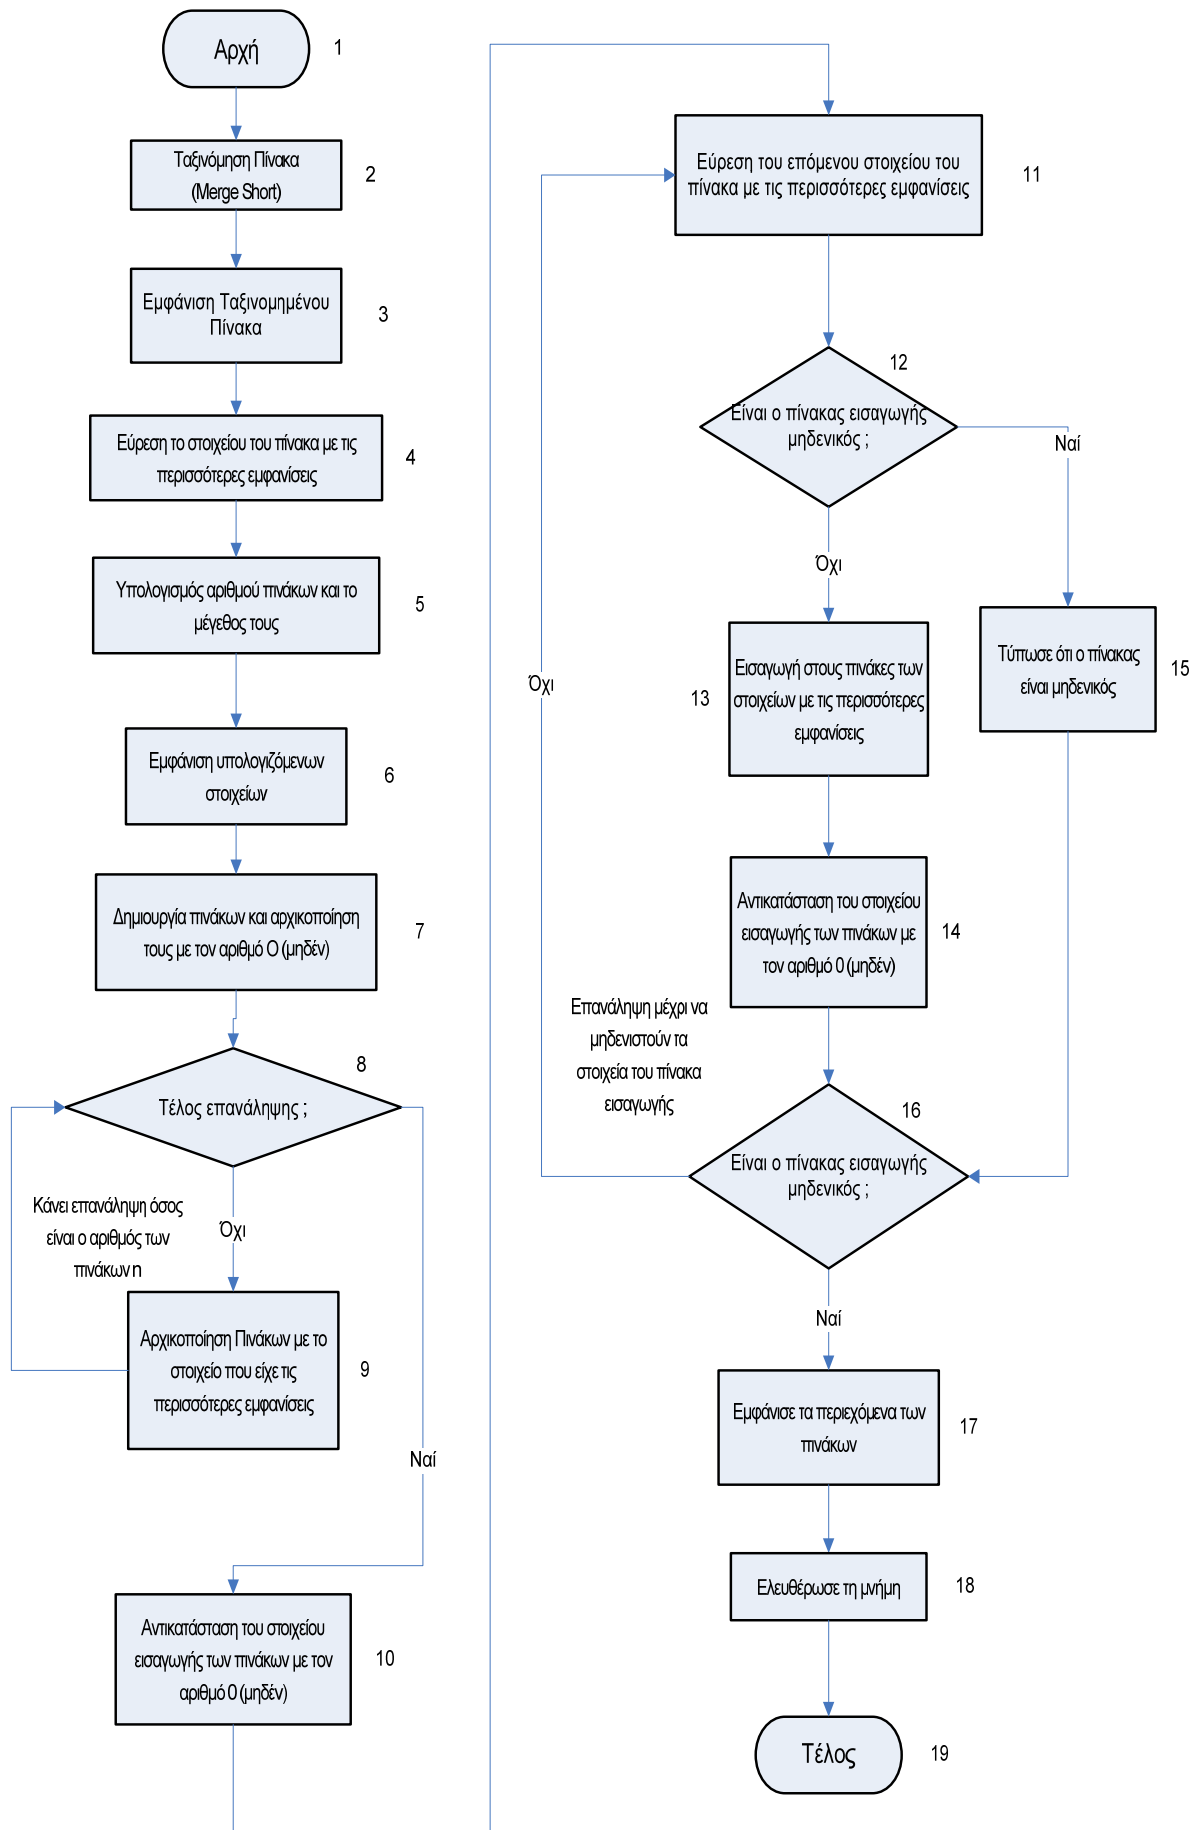 Αρχή
1
Ταξινόμηση Πίνακα
(Merge Short)
2
Εμφάνιση Ταξινομημένου
Πίνακα
3
Εύρεση το στοιχείου του πίνακα με τις
περισσότερες εμφανίσεις
4
Υπολογισμός αριθμού πινάκων και το
μέγεθος τους
5
Εμφάνιση υπολογιζόμενων
στοιχείων
6
Δημιουργία πινάκων και αρχικοποίηση
τους με τον αριθμό Ο (μηδέν)
7
8
Τέλος επανάληψης ;
Κάνει επανάληψη όσος
είναι ο αριθμός των
πινάκων n
Όχι
Αρχικοποίηση Πινάκων με το
στοιχείο που είχε τις
περισσότερες εμφανίσεις
9
Ναί
Αντικατάσταση του στοιχείου
εισαγωγής των πινάκων με τον
αριθμό 0 (μηδέν)
10
Εύρεση του επόμενου στοιχείου του
πίνακα με τις περισσότερες εμφανίσεις
11
12
Είναι ο πίνακας εισαγωγής
μηδενικός ;
Ναί
Όχι
Όχι
Εισαγωγή στους πινάκες των
στοιχείων με τις περισσότερες
εμφανίσεις
13
Τύπωσε ότι ο πίνακας
είναι μηδενικός
15
Αντικατάσταση του στοιχείου
εισαγωγής των πινάκων με
τον αριθμό 0 (μηδέν)
14
Επανάληψη μέχρι να
μηδενιστούν τα
στοιχεία του πίνακα
εισαγωγής
16
Είναι ο πίνακας εισαγωγής
μηδενικός ;
Ναί
Εμφάνισε τα περιεχόμενα των
πινάκων
17
Ελευθέρωσε τη μνήμη
18
Τέλος
19